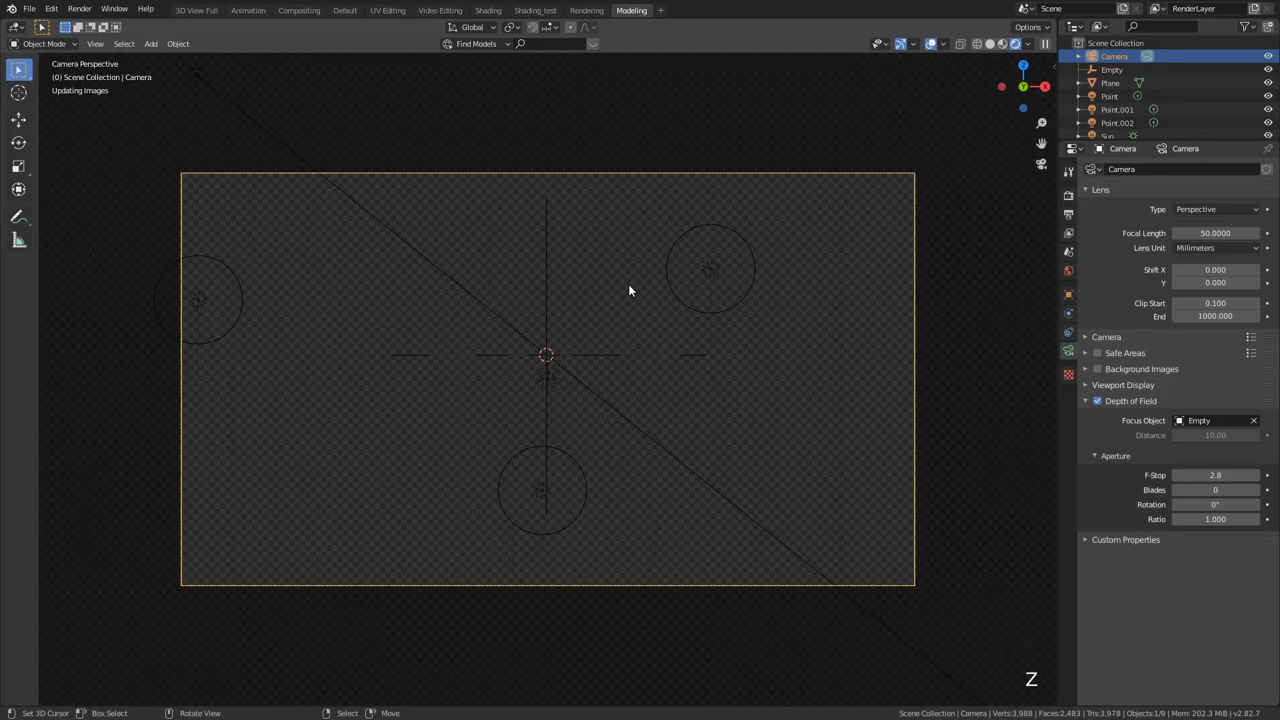 File Edit Render Window Help 3D View Full Animation Compositing Default UV Editing Video Editing Shading Shading_test Rendering Modeling + Scene RenderLayer
Global Options
Object Mode View Select Add Object Find Models
Camera Perspective
(0) Scene Collection | Camera
Updating Images
Z
X
Y
Scene Collection
Camera
Empty
Plane
Point
Point.001
Point.002
Sun
Camera Camera
Camera
Lens
Type Perspective
Focal Length 50.0000
Lens Unit Millimeters
Shift X 0.000
Y 0.000
Clip Start 0.100
End 1000.000
Camera
Safe Areas
Background Images
Viewport Display
Depth of Field
Focus Object Empty
Distance 10.00
Aperture
F-Stop 2.8
Blades 0
Rotation 0°
Ratio 1.000
Custom Properties
Z
Set 3D Cursor Box Select Rotate View Select Move Scene Collection | Camera | Verts:3,988 | Faces:2,483 | Tris:3,978 | Objects:1/9 | Mem: 202.3 MiB | v2.82.7